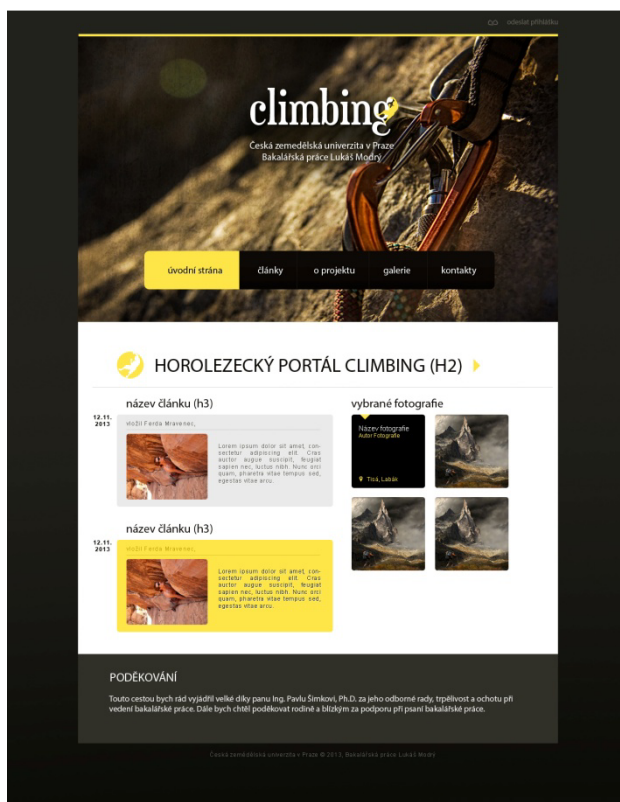 odeslat přihlášku
climbing
Česká zemedělská univerzita v Praze
Bakalářská práce Lukáš Modrý
úvodní strána články o projektu galerie kontakty
HOROLEZECKÝ PORTÁL CLIMBING (H2)
název článku (h3)
12.11.
2013
vložil Ferda Mravenec,
Lorem ipsum dolor sit amet, con-
sectetur adipiscing elit. Cras
auctor augue suscipit, feugiat
sapien nec, luctus nibh. Nunc orci
quam, pharetra vitae tempus sed,
egestas vitae arcu.
název článku (h3)
12.11.
2013
vložil Ferda Mravenec,
Lorem ipsum dolor sit amet, con-
sectetur adipiscing elit. Cras
auctor augue suscipit, feugiat
sapien nec, luctus nibh. Nunc orci
quam, pharetra vitae tempus sed,
egestas vitae arcu.
vybrané fotografie
Název fotografie
Autor Fotografie
Tisá, Labák
PODĚKOVÁNÍ
Touto cestou bych rád vyjádřil velké díky panu Ing. Pavlu Šimkovi, Ph.D. za jeho odborné rady, trpělivost a ochotu při
vedení bakalářské práce. Dále bych chtěl poděkovat rodině a blízkým za podporu při psaní bakalářské práce.
Česká zemědělská univerzita v Praze © 2013, Bakalářská práce Lukáš Modrý